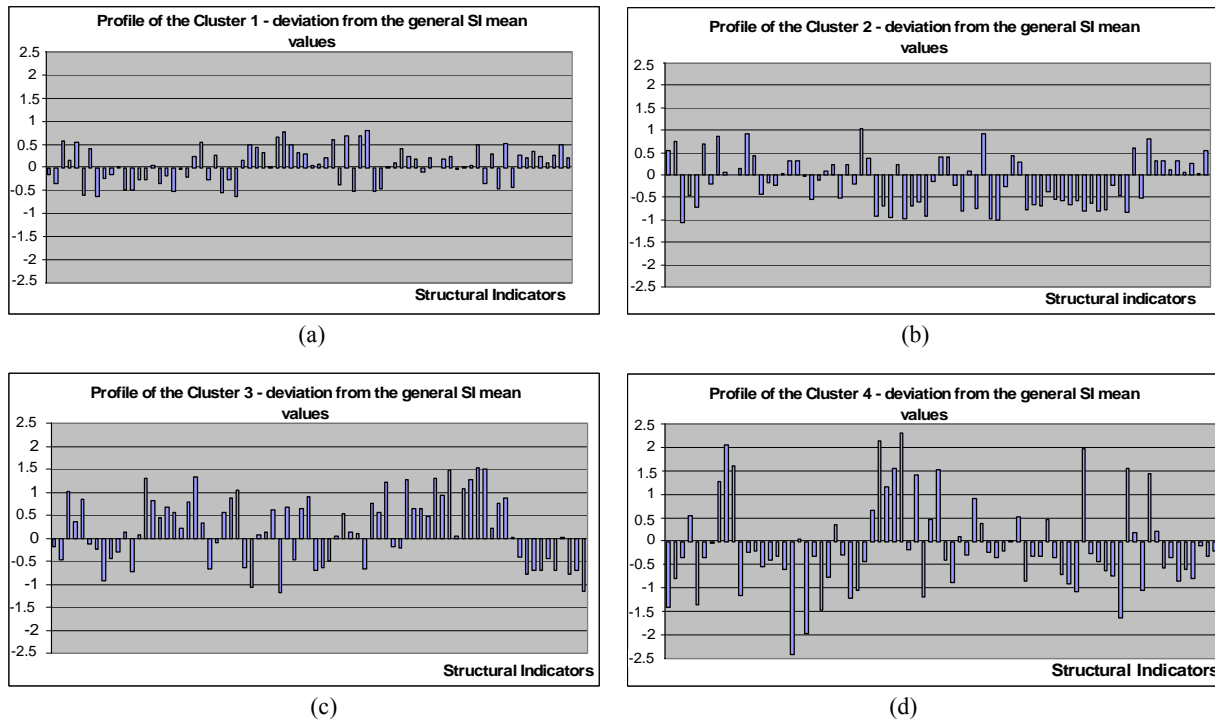 Profile of the Cluster 1 - deviation from the general SI mean
values
2.5
2
1.5
1
0.5
0
-0.5
-1
-1.5
-2
-2.5
Structural Indicators
(a)
Profile of the Cluster 2 - deviation from the general SI mean
values
2.5
2
1.5
1
0.5
0
-0.5
-1
-1.5
-2
-2.5
Structural indicators
(b)
Profile of the Cluster 3 - deviation from the general SI mean
values
2.5
2
1.5
1
0.5
0
-0.5
-1
-1.5
-2
-2.5
Structural Indicators
(c)
Profile of the Cluster 4 - deviation from the general SI mean
values
2.5
2
1.5
1
0.5
0
-0.5
-1
-1.5
-2
-2.5
Structural Indicators
(d)